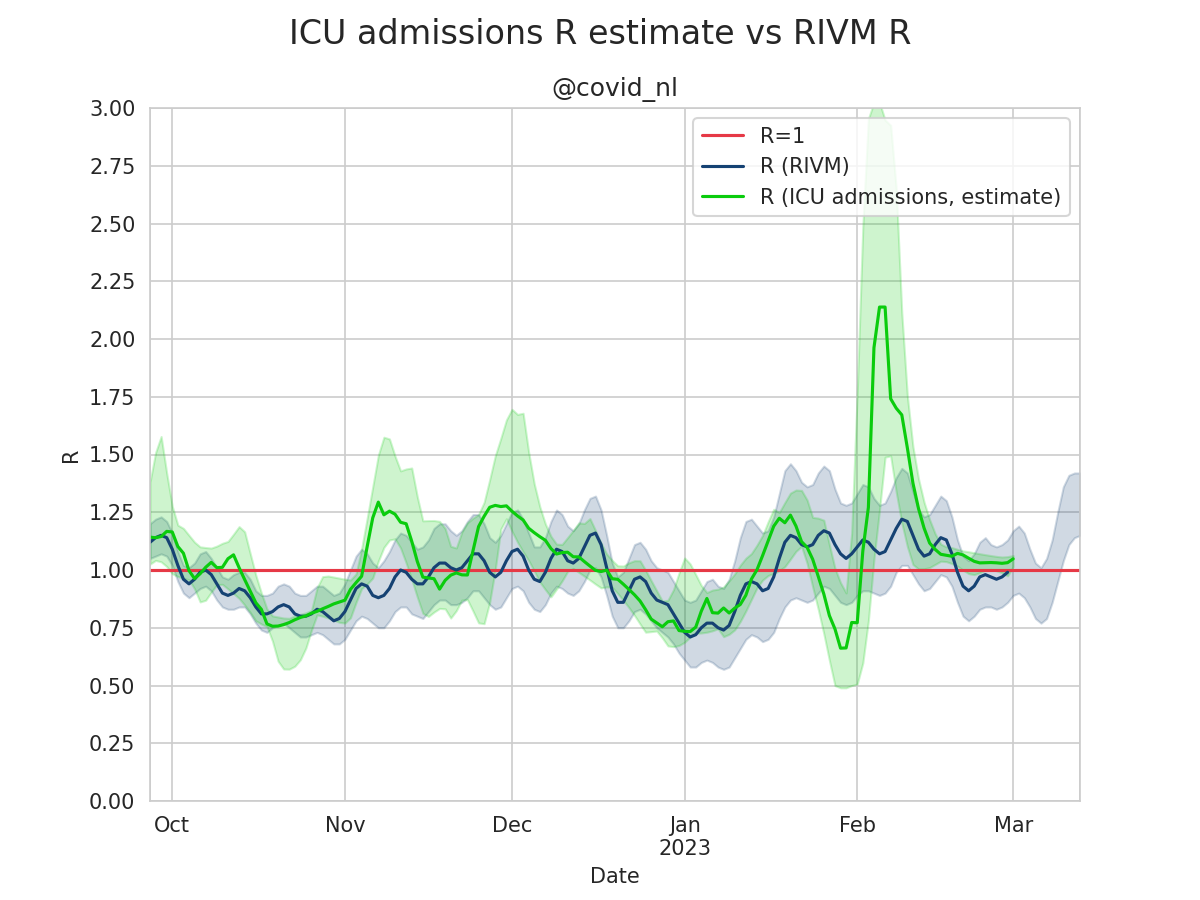 ICU admissions R estimate vs RIVM R
@covid_nl
3.00
2.75
2.50
2.25
2.00
1.75
1.50
1.25
1.00
0.75
0.50
0.25
0.00
R
R=1
R (RIVM)
R (ICU admissions, estimate)
Oct Nov Dec Jan Feb Mar
2023
Date